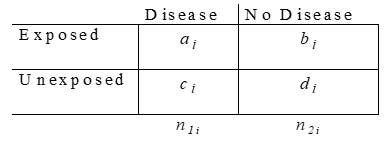 Disease No Disease
Exposed a i b i
Unexposed c i d i
n 1i n 2i